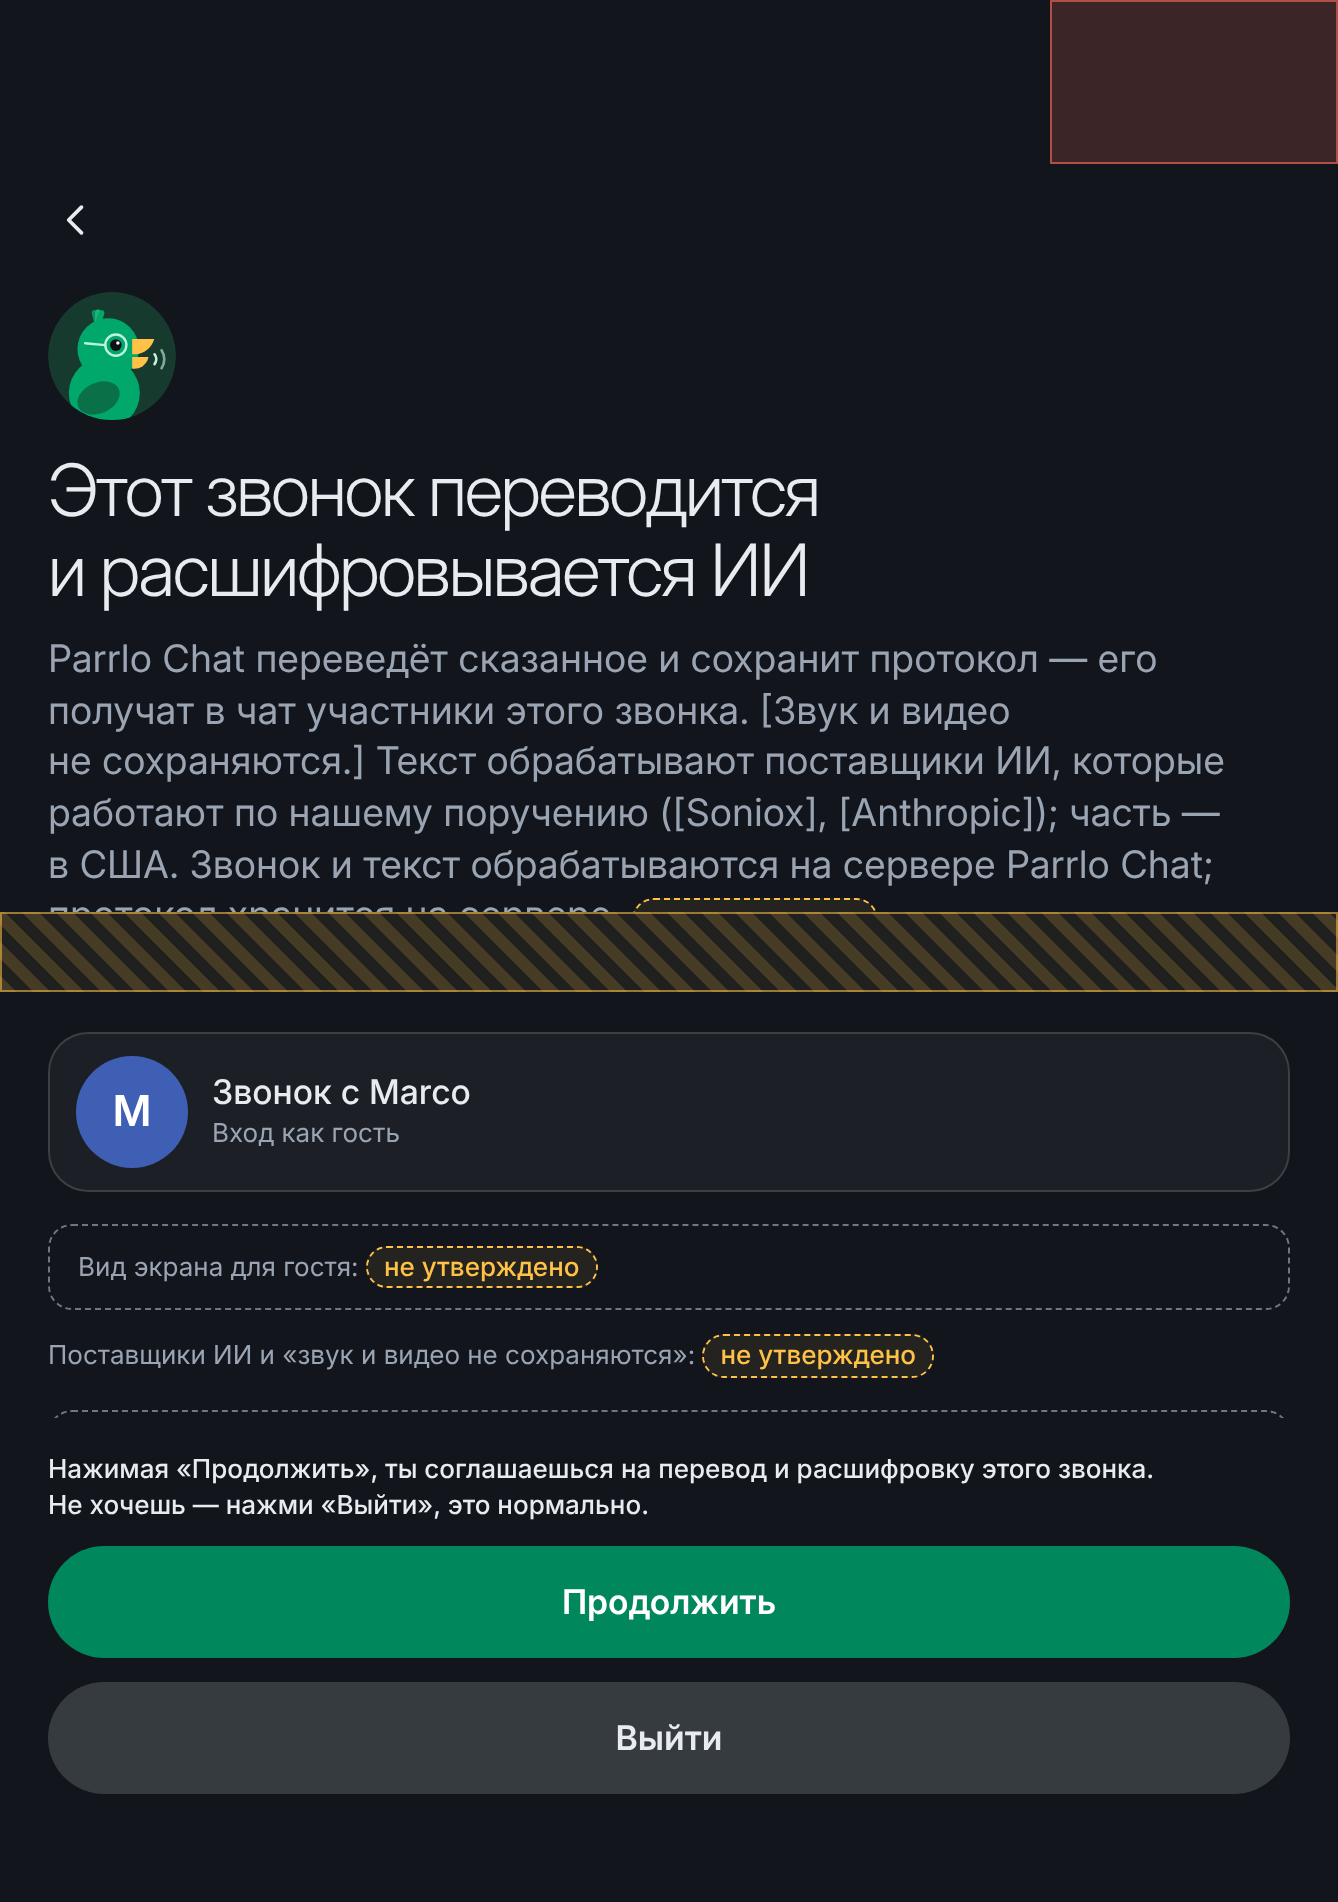 Этот звонок переводится
и расшифровывается ИИ
Parrlo Chat переведёт сказанное и сохранит протокол — его
получат в чат участники этого звонка. [Звук и видео
не сохраняются.] Текст обрабатывают поставщики ИИ, которые
работают по нашему поручению ([Soniox], [Anthropic]); часть —
в США. Звонок и текст обрабатываются на сервере Parrlo Chat;
протокол хранится на сервере
M
Звонок с Marco
Вход как гость
Вид экрана для гостя: не утверждено
Поставщики ИИ и «звук и видео не сохраняются»: не утверждено
Нажимая «Продолжить», ты соглашаешься на перевод и расшифровку этого звонка.
Не хочешь — нажми «Выйти», это нормально.
Продолжить
Выйти